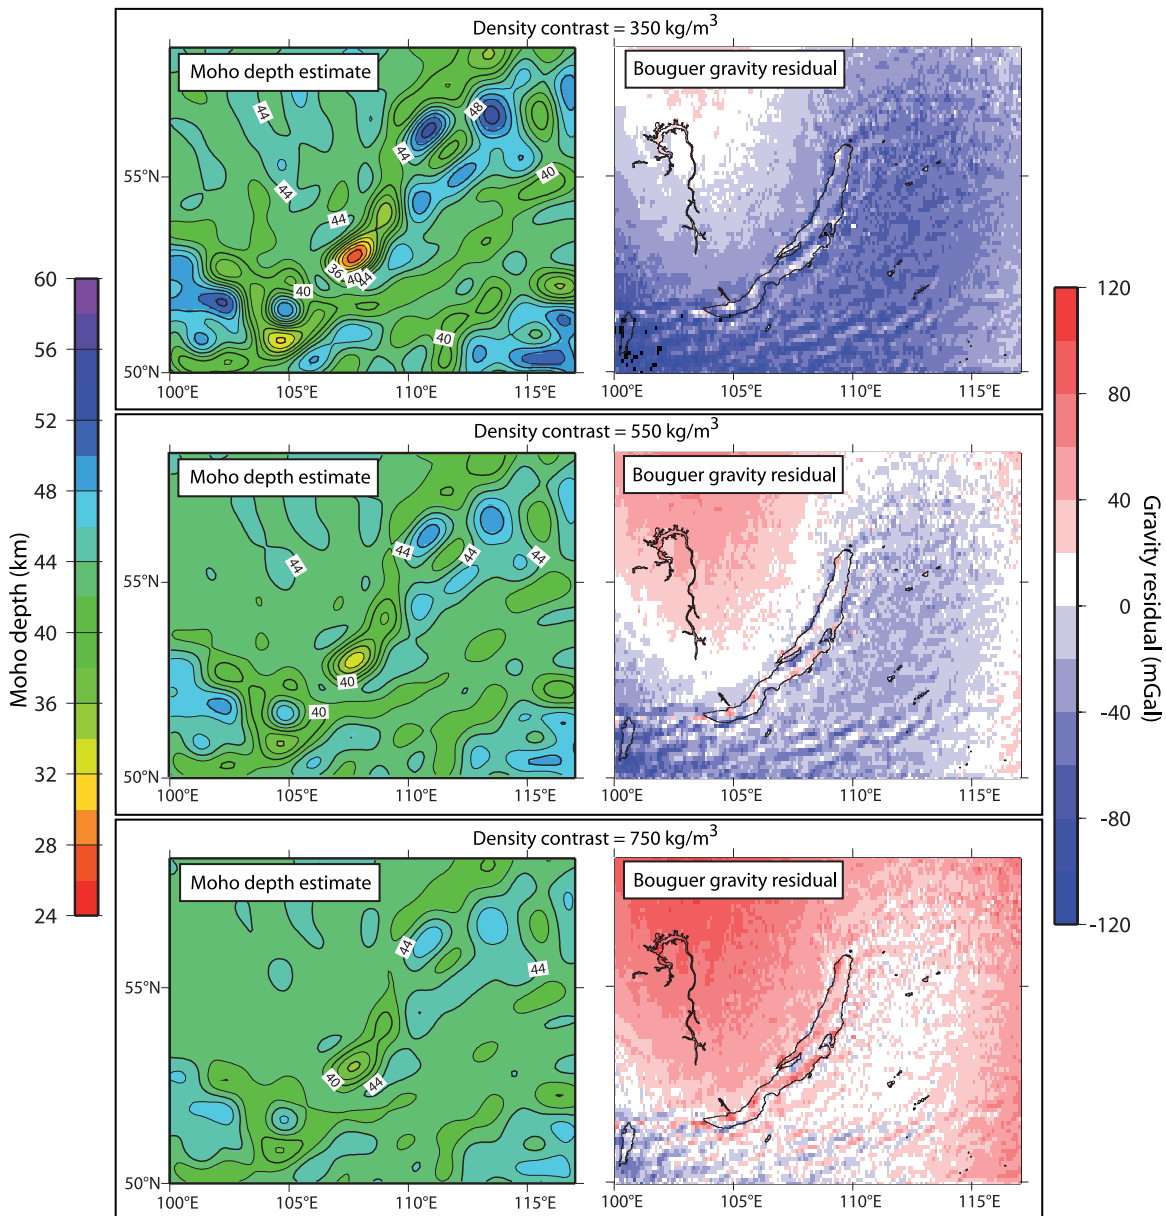 Density contrast = 350 kg/m³
Moho depth estimate
Bouguer gravity residual
44
48
44
55°N
40
44
44
36
40
44
40
40
50°N
100°E
105°E
110°E
115°E
100°E
105°E
110°E
115°E
Density contrast = 550 kg/m³
Moho depth estimate
Bouguer gravity residual
44
44
44
44
55°N
40
40
50°N
100°E
105°E
110°E
115°E
100°E
105°E
110°E
115°E
Density contrast = 750 kg/m³
Moho depth estimate
Bouguer gravity residual
44
44
55°N
40
44
50°N
100°E
105°E
110°E
115°E
100°E
105°E
110°E
115°E
Moho depth (km)
60
56
52
48
44
40
36
32
28
24
Gravity residual (mGal)
120
80
40
0
-40
-80
-120